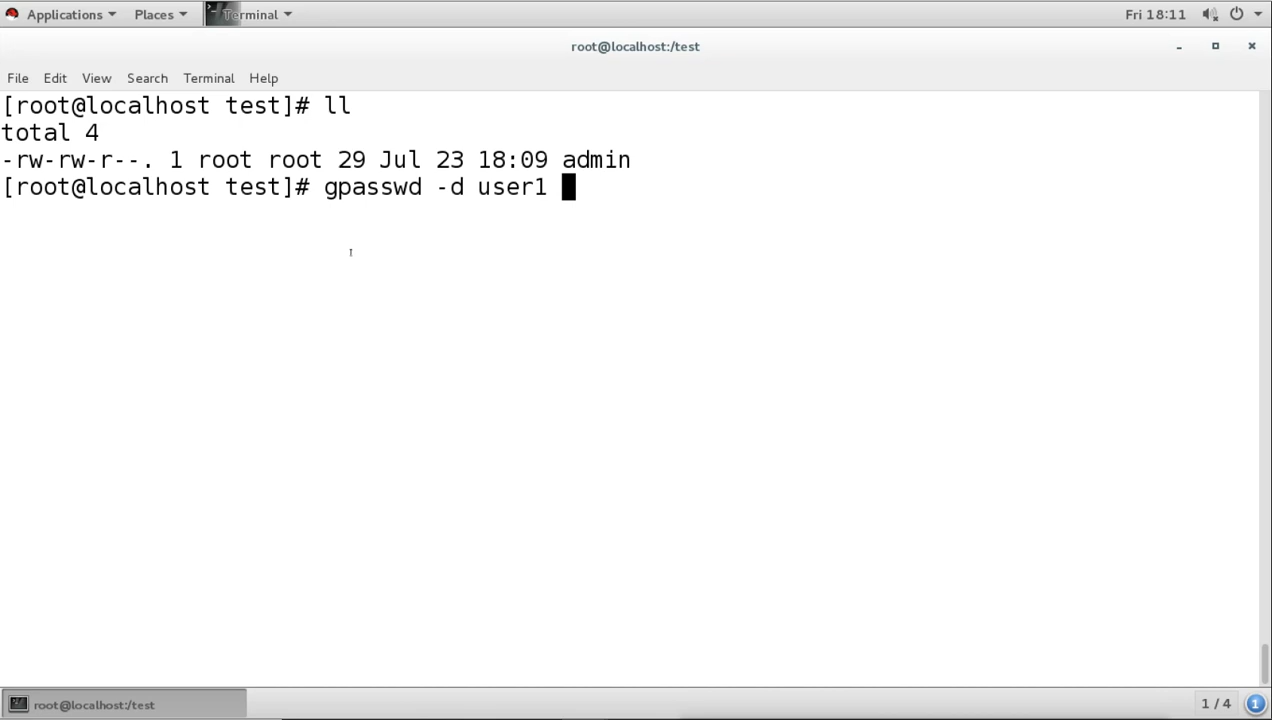 Applications Places Terminal Fri 18:11
root@localhost:/test
File Edit View Search Terminal Help
[root@localhost test]# ll
total 4
-rw-rw-r--. 1 root root 29 Jul 23 18:09 admin
[root@localhost test]# gpasswd -d user1
root@localhost:/test 1 / 4 1